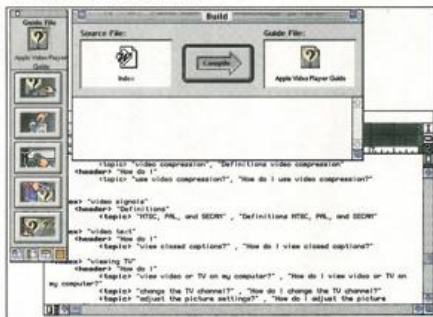 Guide File
Apple Video Player
Guide
Build
Source File:
Guide File:
Index
Compile
Apple Video Player Guide
<topic> "video compression", "Definitions video compression"
<header> "How do I"
<topic> "use video compression?", "How do I use video compression?"
ex> "video signals"
<header> "Definitions"
<topic> "NTSC, PAL, and SECAM" , "Definitions NTSC, PAL, and SECAM"
ex> "video text"
<header> "How do I"
<topic> "view closed captions?" , "How do I view closed captions?"
"viewing TV"
<header> "How do I"
<topic> "view video or TV on my computer?" , "How do I view video or TV on
my computer?"
<topic> "change the TV channel?" , "How do I change the TV channel?"
<topic> "adjust the picture settings?" , "How do I adjust the picture